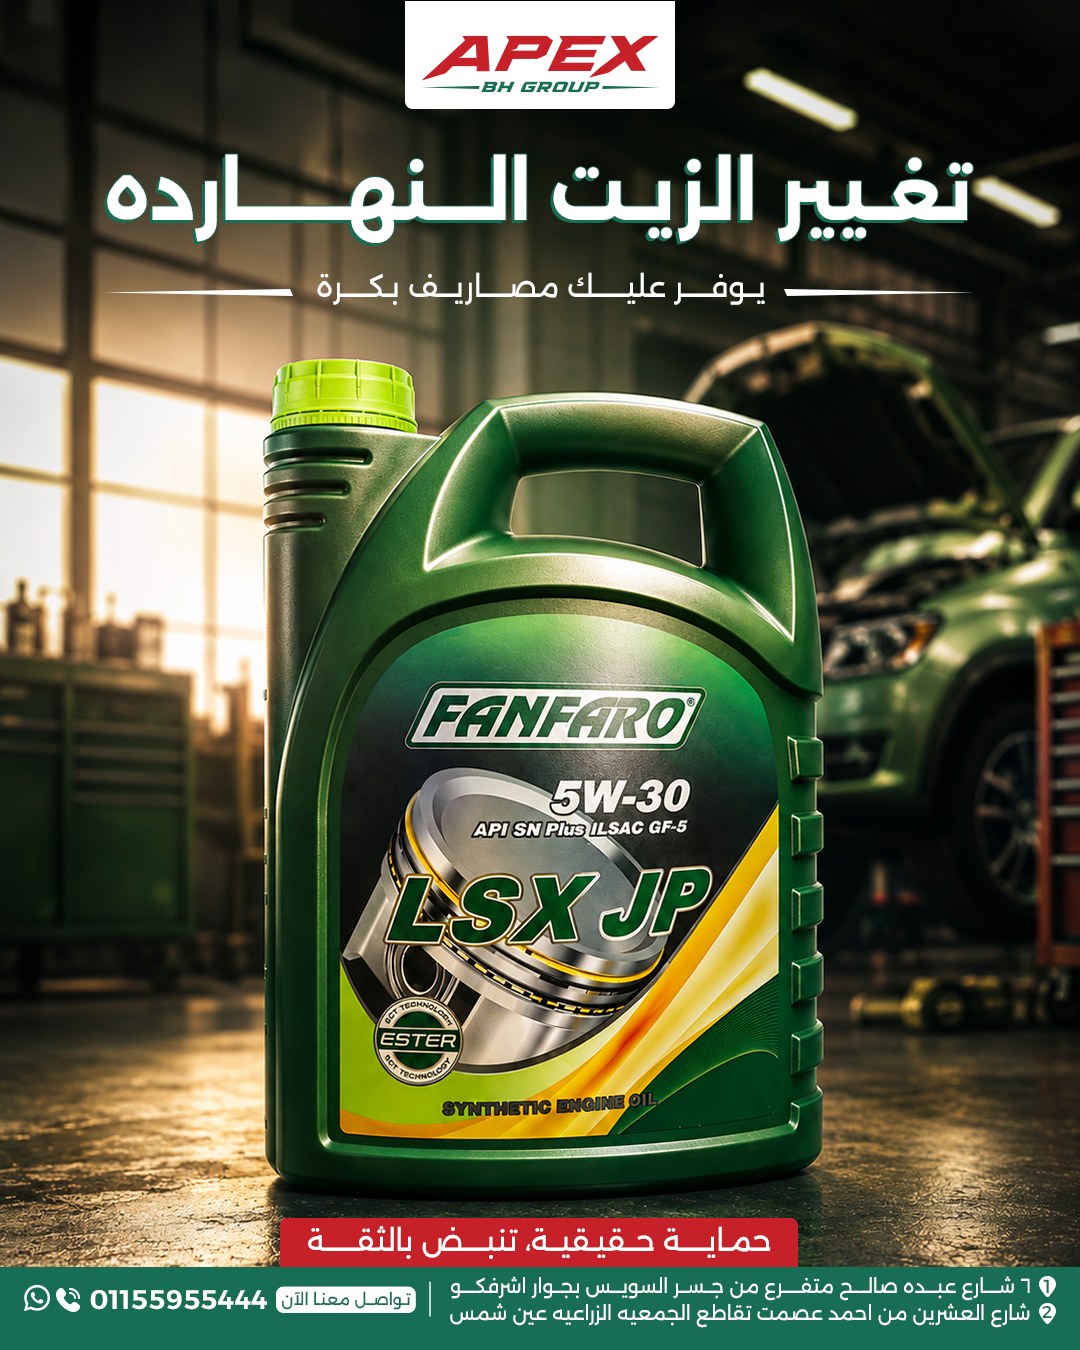 APEX
BH GROUP
تغيير الزيت النهارده
يوفر عليك مصاريف بكرة
FANFARO®
5W-30
API SN Plus ILSAC GF-5
LSX JP
SCT TECHNOLOGY
ESTER
SCT TECHNOLOGY
SYNTHETIC ENGINE OIL
حماية حقيقية، تنبض بالثقة
1 ٦ شارع عبده صالح متفرع من جسر السويس بجوار اشرفكو
2 شارع العشرين من احمد عصمت تقاطع الجمعيه الزراعيه عين شمس
تواصل معنا الآن 01155955444